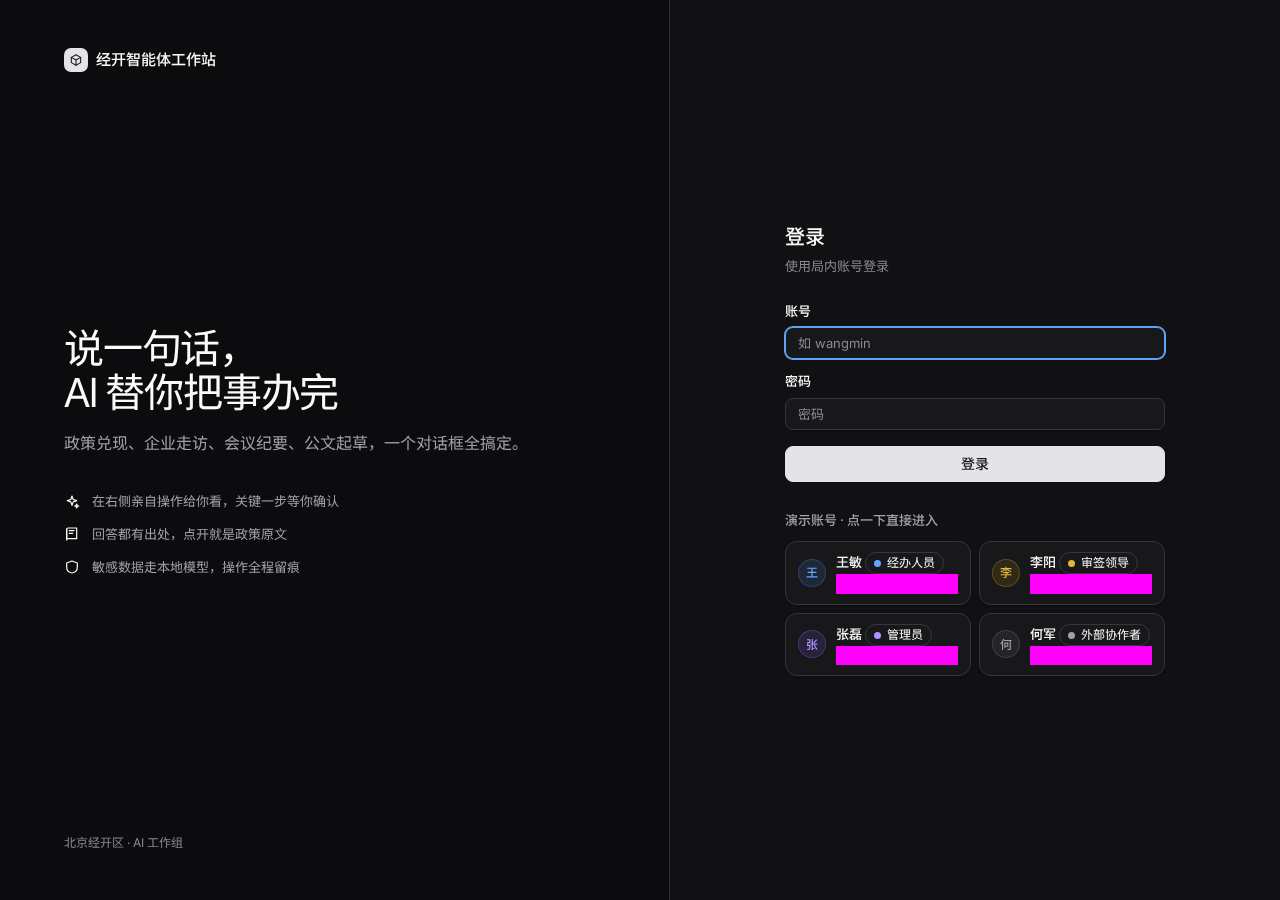 经开智能体工作站
说一句话，
AI 替你把事办完
政策兑现、企业走访、会议纪要、公文起草，一个对话框全搞定。
在右侧亲自操作给你看，关键一步等你确认
回答都有出处，点开就是政策原文
敏感数据走本地模型，操作全程留痕
北京经开区 · AI 工作组
登录
使用局内账号登录
账号
如 wangmin
密码
密码
登录
演示账号 · 点一下直接进入
王 王敏 经办人员
李 李阳 审签领导
张 张磊 管理员
何 何军 外部协作者